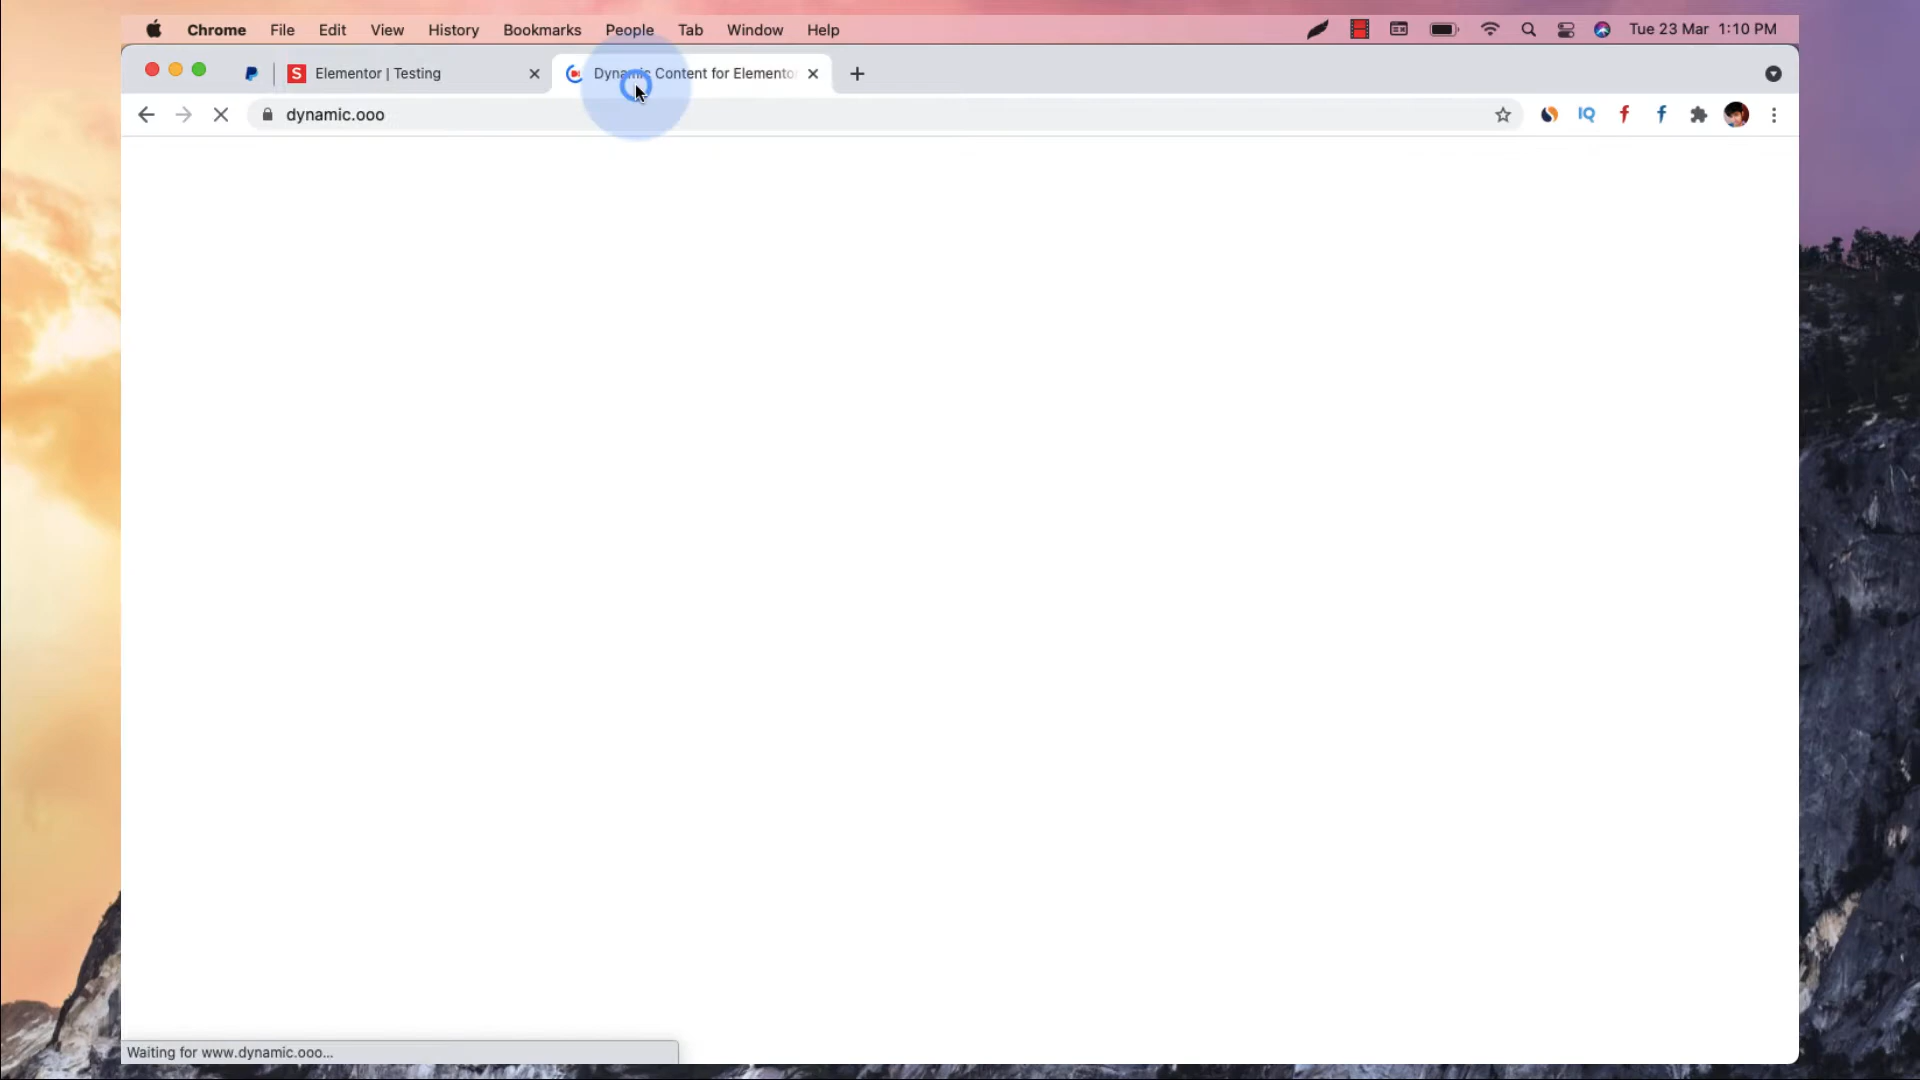 Chrome File Edit View History Bookmarks People Tab Window Help Tue 23 Mar 1:10 PM
S Elementor | Testing Dynamic Content for Elemento
dynamic.ooo IQ f f
Waiting for www.dynamic.ooo...